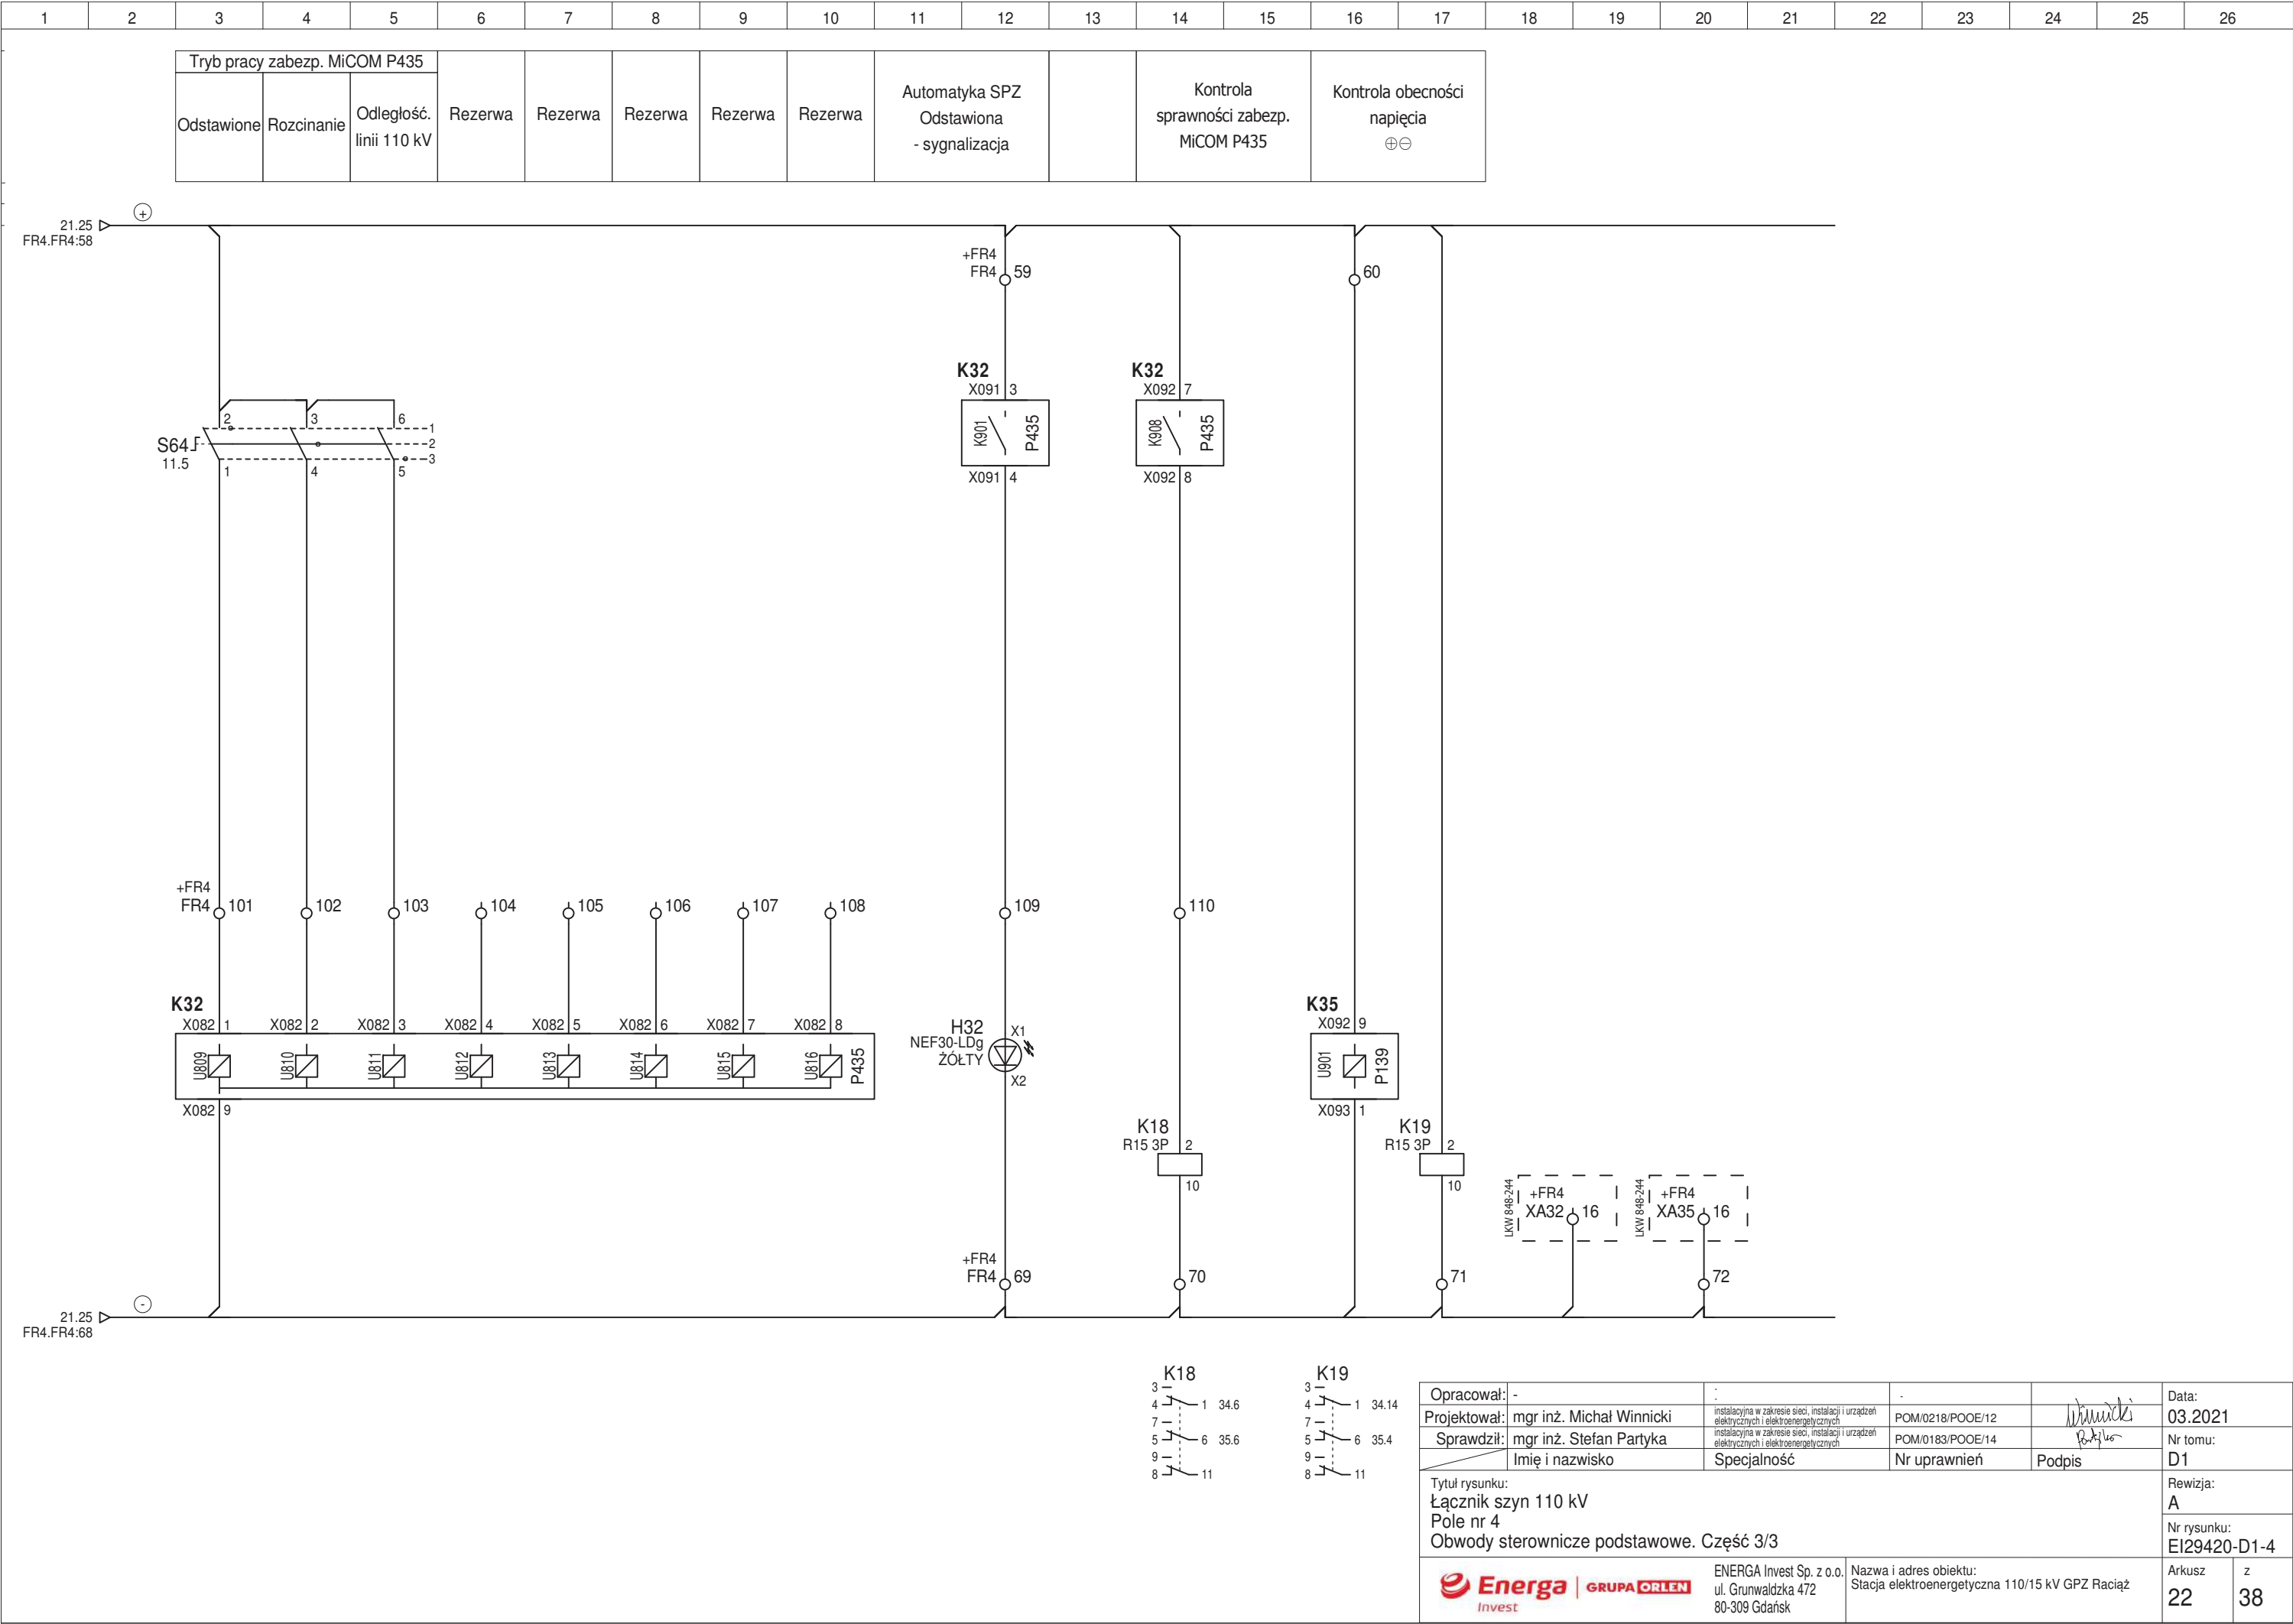 1 2 3 4 5 6 7 8 9 10 11 12 13 14 15 16 17 18 19 20 21 22 23 24 25 26
Tryb pracy zabezp. MiCOM P435
Odstawione
Rozcinanie
Odległość.
linii 110 kV
Rezerwa
Rezerwa
Rezerwa
Rezerwa
Rezerwa
Automatyka SPZ
Odstawiona
- sygnalizacja
Kontrola
sprawności zabezp.
MiCOM P435
Kontrola obecności
napięcia
⊕⊖
+
21.25
FR4.FR4:58
+FR4
FR4 59
60
K32
X091 3
K901
P435
X091 4
K32
X092 7
K908
P435
X092 8
S64
11.5
2 3 6
1
2
3
1 4 5
+FR4
FR4 101 102 103 104 105 106 107 108 109 110
K32
X082 1 X082 2 X082 3 X082 4 X082 5 X082 6 X082 7 X082 8
U809 U810 U811 U812 U813 U814 U815 U816 P435
X082 9
H32
NEF30-LDg
ŻÓŁTY
X1
X2
K35
X092 9
U901
P139
X093 1
K18
R15 3P 2
10
K19
R15 3P 2
10
LKW 848-244
+FR4
XA32 16
LKW 848-244
+FR4
XA35 16
+FR4
FR4 69 70 71 72
-
21.25
FR4.FR4:68
K18
3
4 1 34.6
7
5 6 35.6
9
8 11
K19
3
4 1 34.14
7
5 6 35.4
9
8 11
Opracował: -
Projektował: mgr inż. Michał Winnicki instalacyjna w zakresie sieci, instalacji i urządzeń elektrycznych i elektroenergetycznych POM/0218/POOE/12 Winnicki
Sprawdził: mgr inż. Stefan Partyka instalacyjna w zakresie sieci, instalacji i urządzeń elektrycznych i elektroenergetycznych POM/0183/POOE/14
Imię i nazwisko Specjalność Nr uprawnień Podpis
Data:
03.2021
Nr tomu:
D1
Tytuł rysunku:
Łącznik szyn 110 kV
Pole nr 4
Obwody sterownicze podstawowe. Część 3/3
Rewizja:
A
Nr rysunku:
EI29420-D1-4
Energa
Invest
GRUPA ORLEN
ENERGA Invest Sp. z o.o.
ul. Grunwaldzka 472
80-309 Gdańsk
Nazwa i adres obiektu:
Stacja elektroenergetyczna 110/15 kV GPZ Raciąż
Arkusz z
22 38